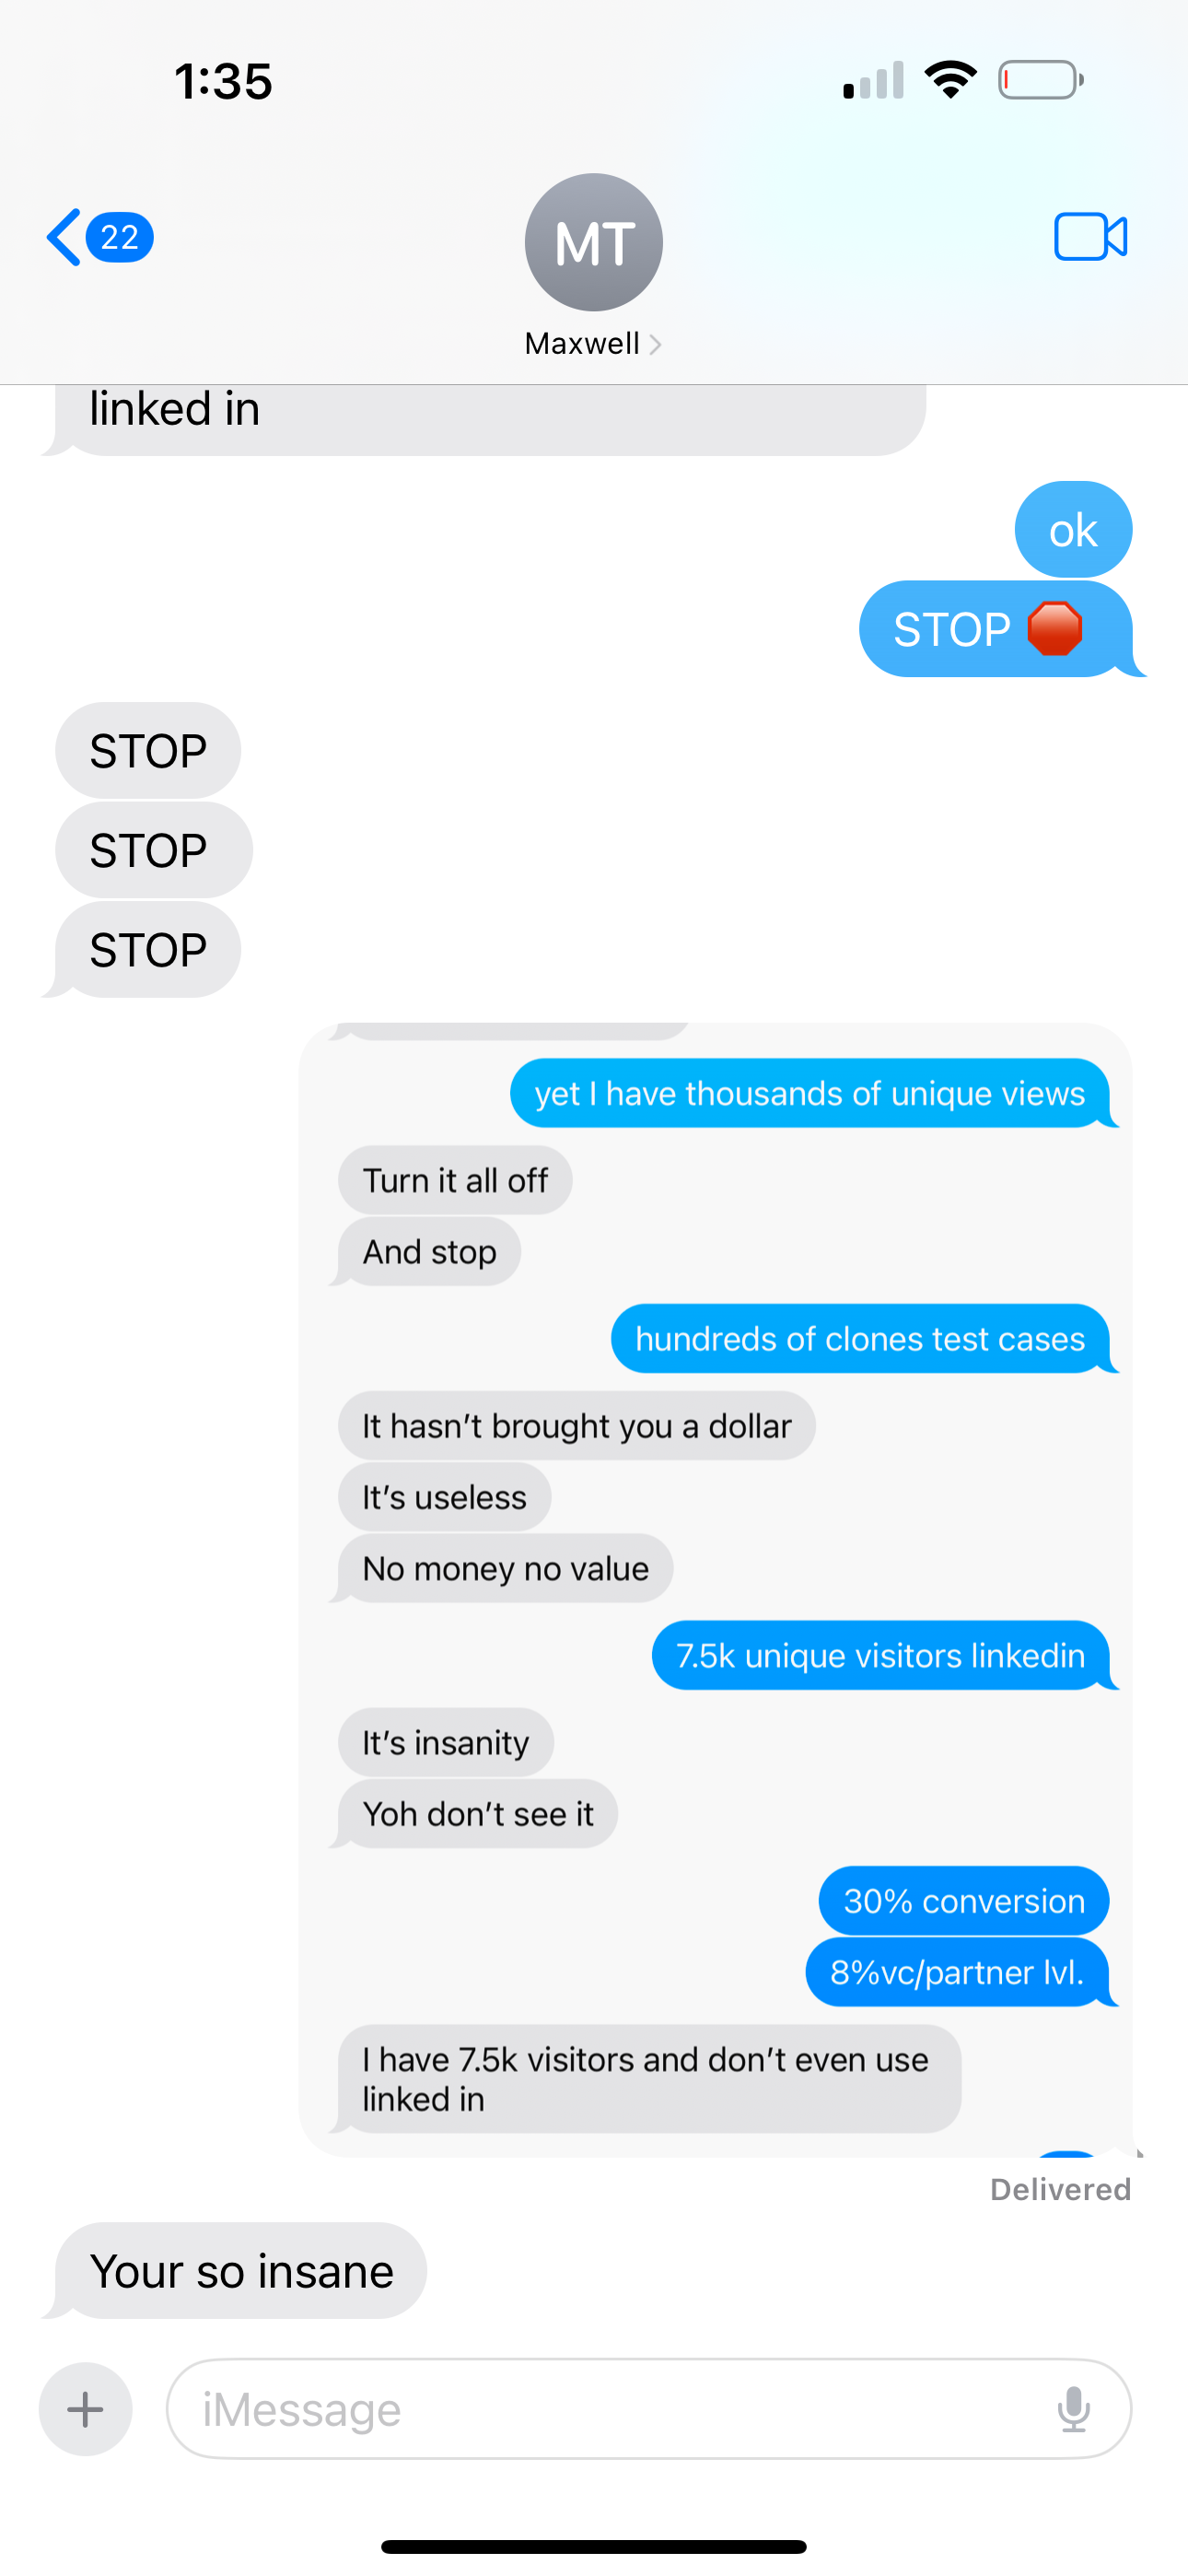 1:35
22
MT
Maxwell
linked in
ok
STOP 🛑
STOP
STOP
STOP
yet I have thousands of unique views
Turn it all off
And stop
hundreds of clones test cases
It hasn’t brought you a dollar
It’s useless
No money no value
7.5k unique visitors linkedin
It’s insanity
Yoh don’t see it
30% conversion
8%vc/partner lvl.
I have 7.5k visitors and don’t even use
linked in
Delivered
Your so insane
iMessage